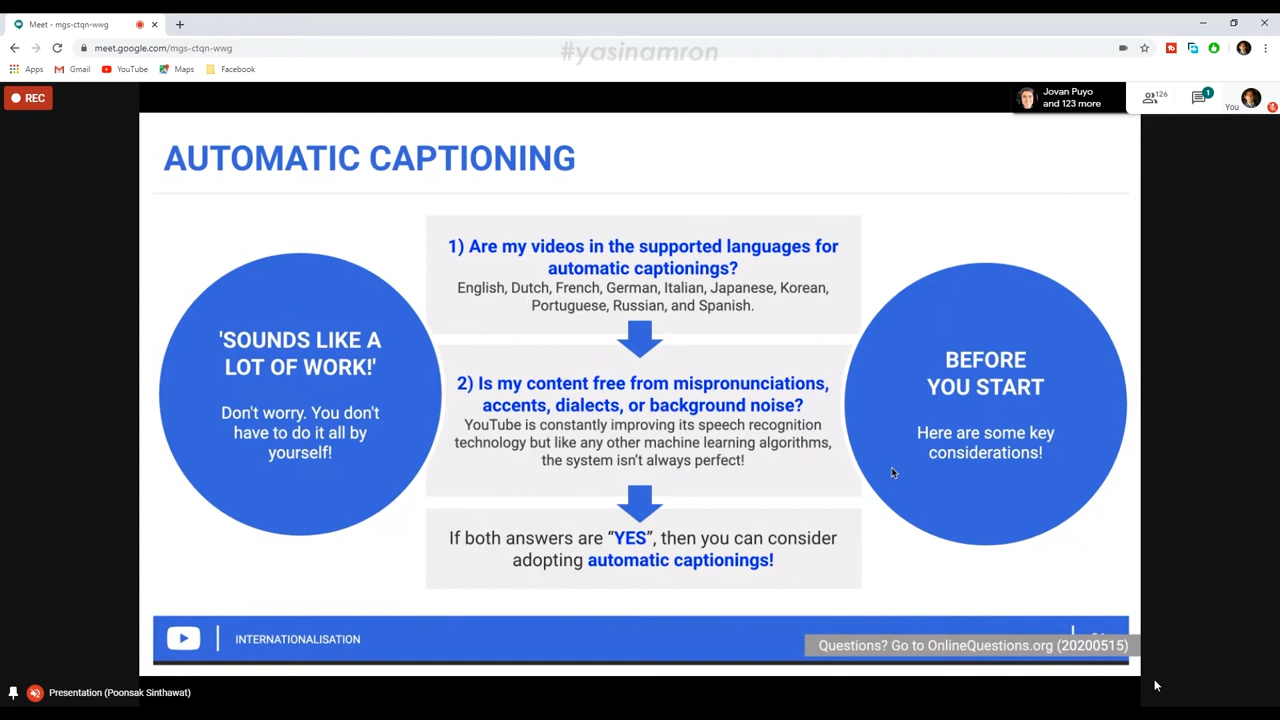 Meet - mgs-ctqn-wwg
meet.google.com/mgs-ctqn-wwg
#yasinamron
Apps Gmail YouTube Maps Facebook
REC
Jovan Puyo
and 123 more
126
1
You
AUTOMATIC CAPTIONING
'SOUNDS LIKE A
LOT OF WORK!'
Don't worry. You don't
have to do it all by
yourself!
1) Are my videos in the supported languages for
automatic captionings?
English, Dutch, French, German, Italian, Japanese, Korean,
Portuguese, Russian, and Spanish.
2) Is my content free from mispronunciations,
accents, dialects, or background noise?
YouTube is constantly improving its speech recognition
technology but like any other machine learning algorithms,
the system isn't always perfect!
If both answers are “YES”, then you can consider
adopting automatic captionings!
BEFORE
YOU START
Here are some key
considerations!
INTERNATIONALISATION
Questions? Go to OnlineQuestions.org (20200515)
Presentation (Poonsak Sinthawat)